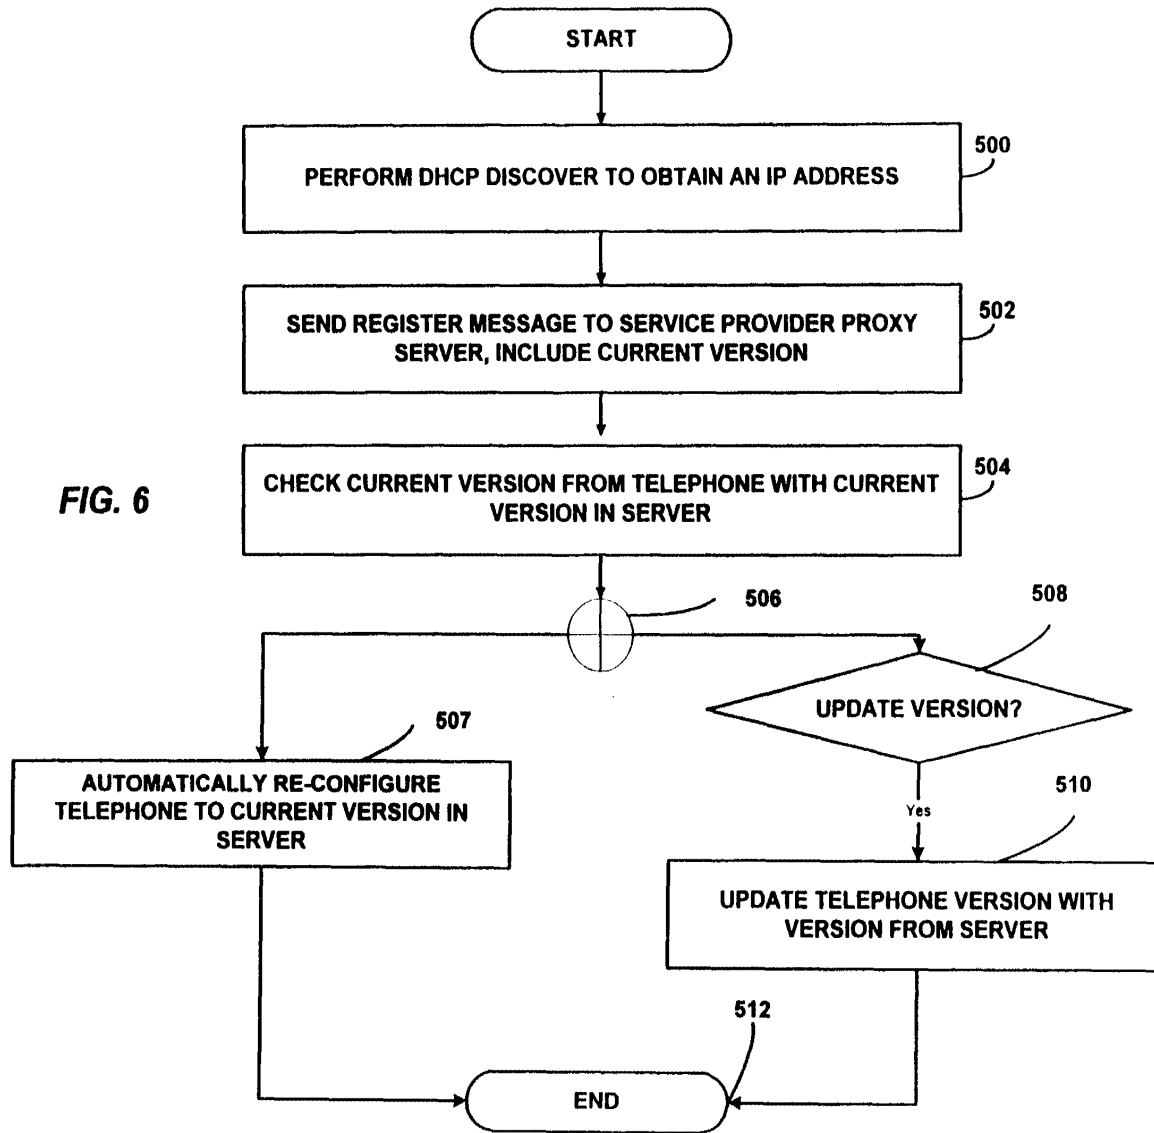 START
500
PERFORM DHCP DISCOVER TO OBTAIN AN IP ADDRESS
502
SEND REGISTER MESSAGE TO SERVICE PROVIDER PROXY
SERVER, INCLUDE CURRENT VERSION
504
CHECK CURRENT VERSION FROM TELEPHONE WITH CURRENT
VERSION IN SERVER
FIG. 6
506
508
UPDATE VERSION?
507
AUTOMATICALLY RE-CONFIGURE
TELEPHONE TO CURRENT VERSION IN
SERVER
Yes
510
UPDATE TELEPHONE VERSION WITH
VERSION FROM SERVER
512
END